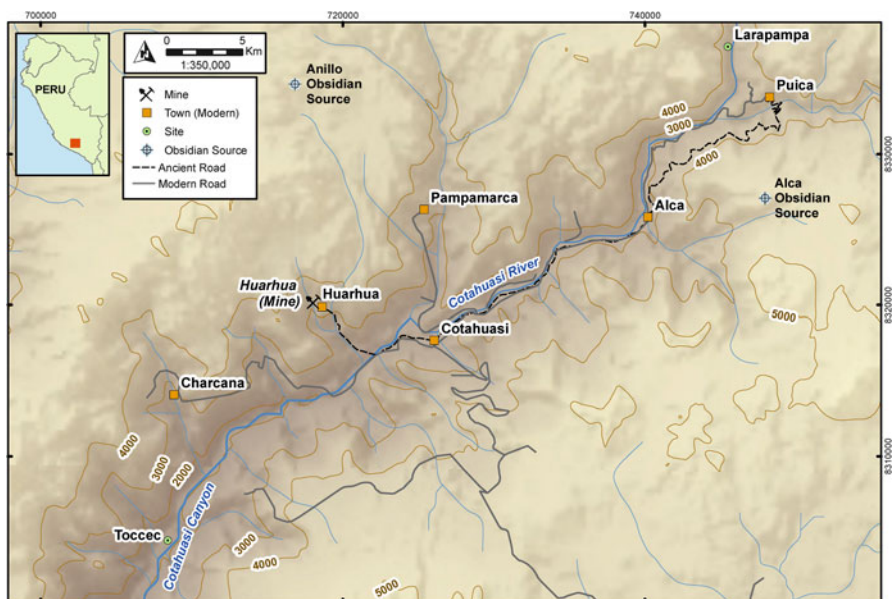 700000
720000
740000
PERU
0
5
Km
1:350,000
Mine
Town (Modern)
Site
Obsidian Source
Ancient Road
Modern Road
Anillo
Obsidian
Source
Larapampa
Puica
4000
3000
4000
8330000
Pampamarca
Alca
Alca
Obsidian
Source
Huarhua
(Mine)
Huarhua
Cotahuasi River
Cotahuasi
5000
8320000
Charcana
4000
3000
2000
8310000
Toccec
Cotahuasi Canyon
3000
4000
5000